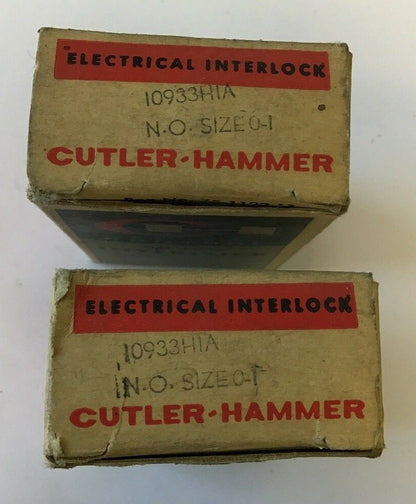 ELECTRICAL INTERLOCK
10933H1A
N.O. SIZE 0-1
CUTLER-HAMMER
ELECTRICAL INTERLOCK
10933H1A
N.O. SIZE 0-1
CUTLER-HAMMER